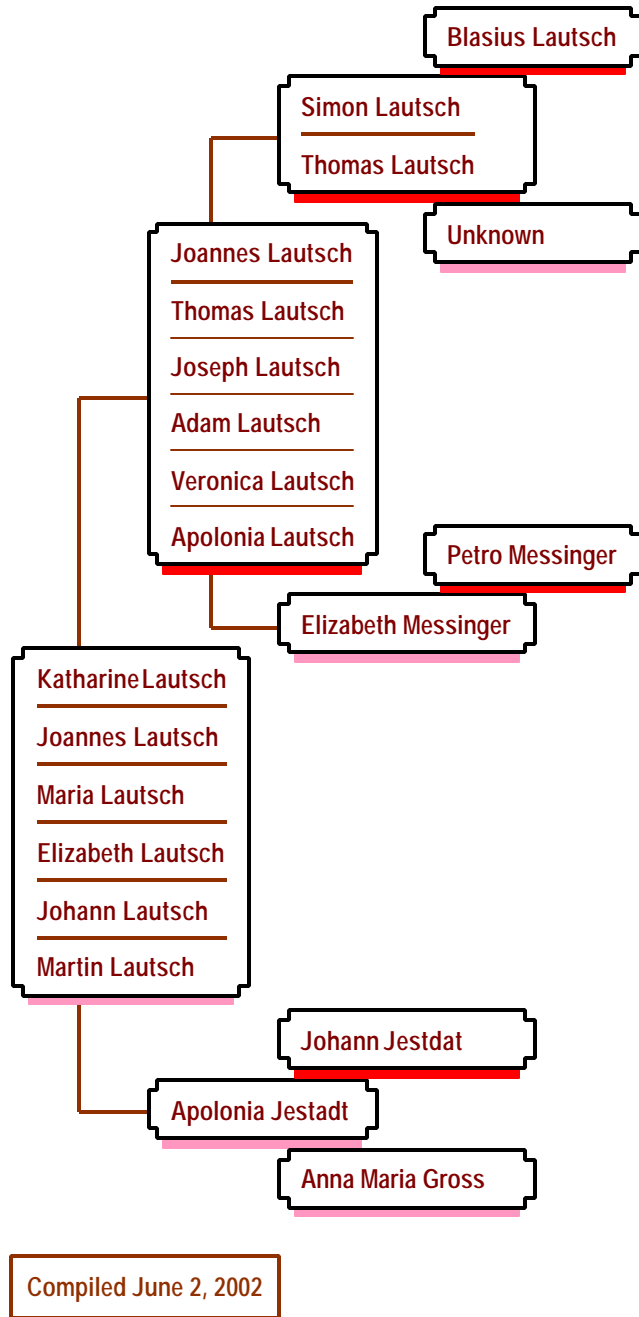 Blasius Lautsch
Simon Lautsch
Thomas Lautsch
Unknown
Joannes Lautsch
Thomas Lautsch
Joseph Lautsch
Adam Lautsch
Veronica Lautsch
Apolonia Lautsch
Petro Messinger
Elizabeth Messinger
Katharine Lautsch
Joannes Lautsch
Maria Lautsch
Elizabeth Lautsch
Johann Lautsch
Martin Lautsch
Johann Jestdat
Apolonia Jestadt
Anna Maria Gross
Compiled June 2, 2002